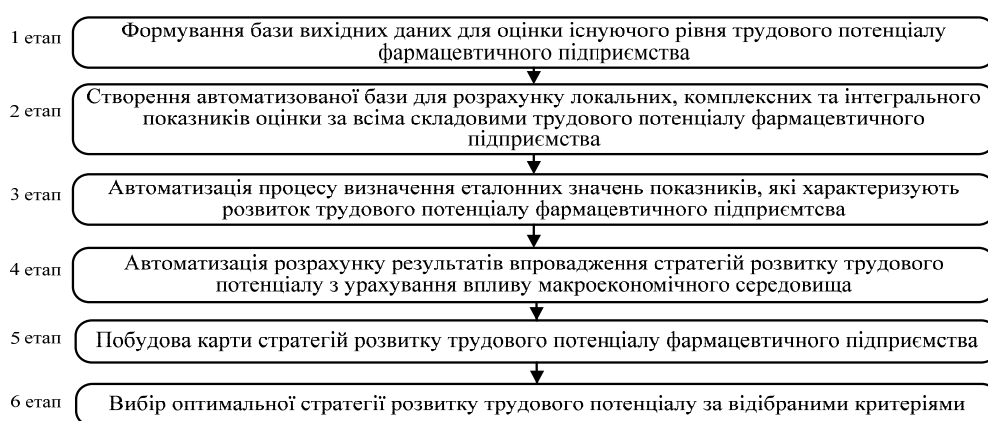 1 етап
Формування бази вихідних даних для оцінки існуючого рівня трудового потенціалу
фармацевтичного підприємства
2 етап
Створення автоматизованої бази для розрахунку локальних, комплексних та інтегрального
показників оцінки за всіма складовими трудового потенціалу фармацевтичного
підприємства
3 етап
Автоматизація процесу визначення еталонних значень показників, які характеризують
розвиток трудового потенціалу фармацевтичного підприємтсва
4 етап
Автоматизація розрахунку результатів впровадження стратегій розвитку трудового
потенціалу з урахування впливу макроекономічного середовища
5 етап
Побудова карти стратегій розвитку трудового потенціалу фармацевтичного підприємства
6 етап
Вибір оптимальної стратегії розвитку трудового потенціалу за відібраними критеріями